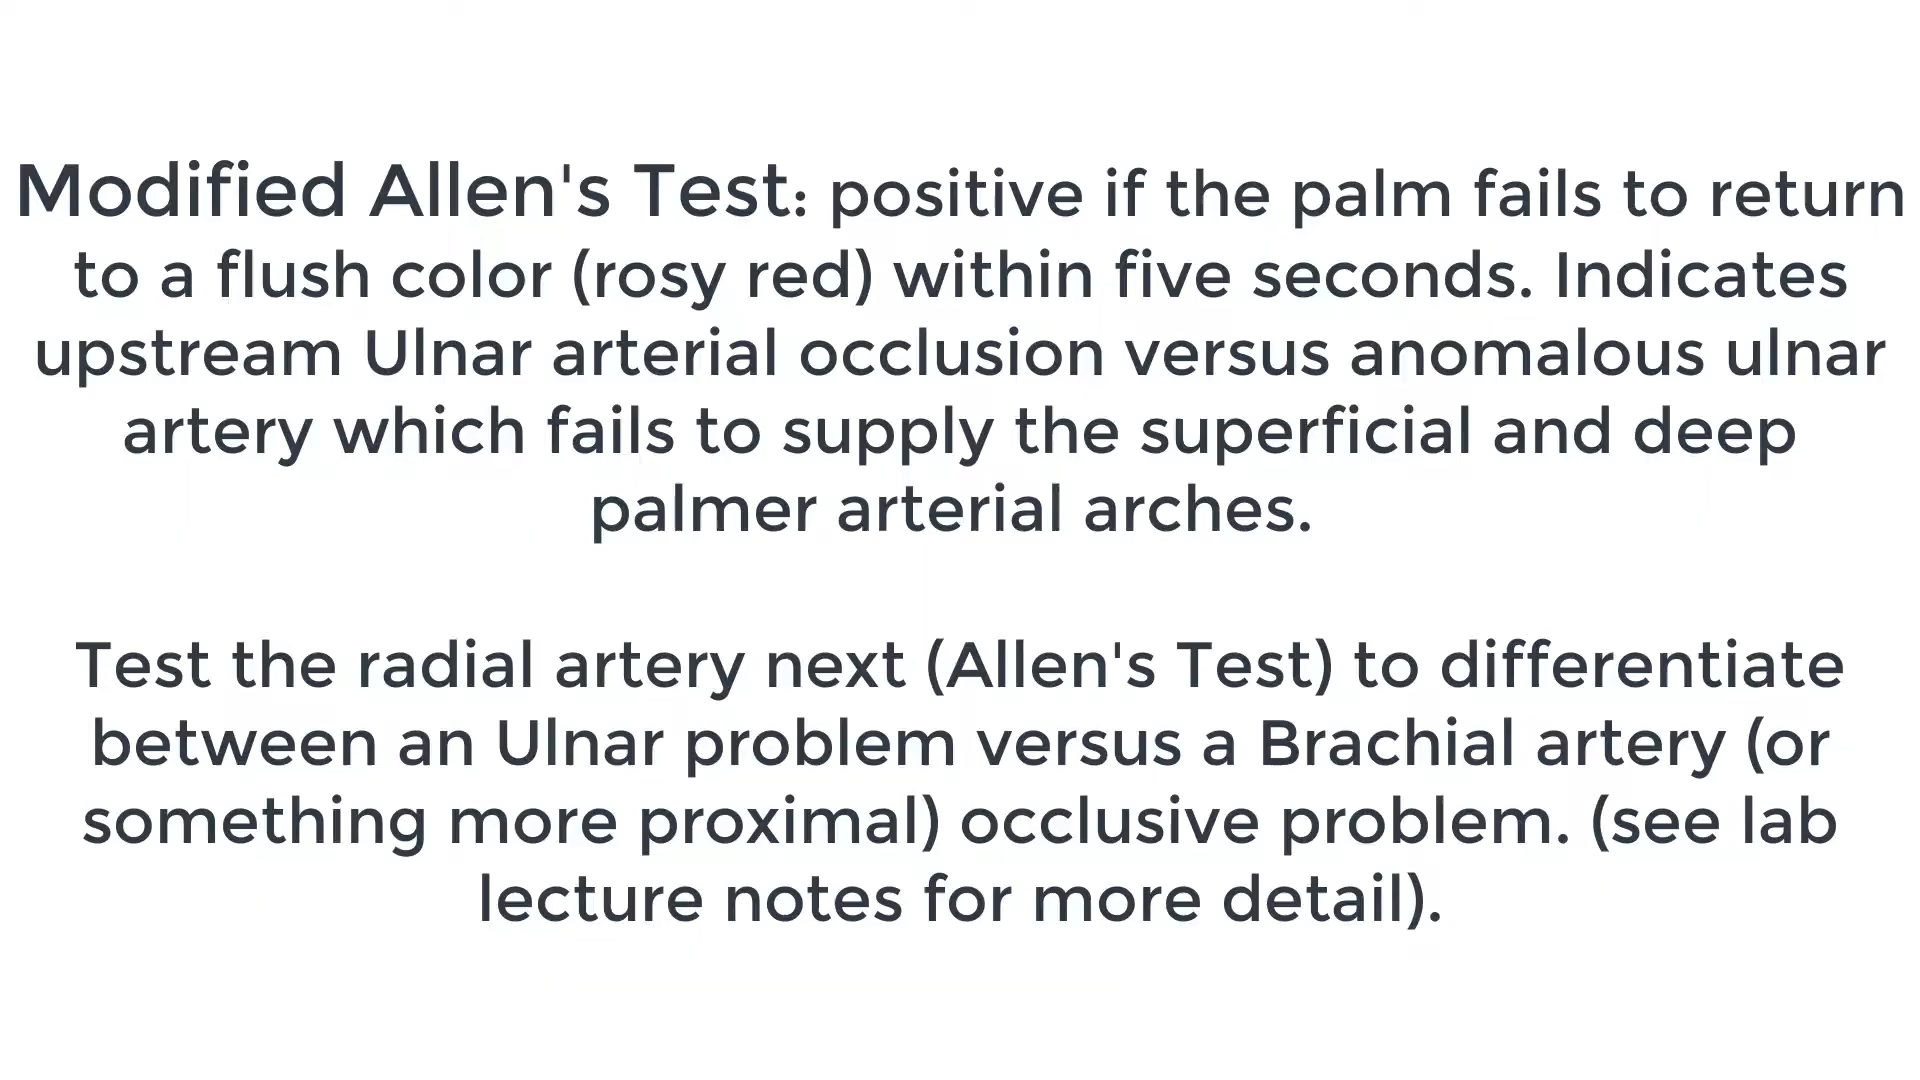 Modified Allen's Test: positive if the palm fails to return
to a flush color (rosy red) within five seconds. Indicates
upstream Ulnar arterial occlusion versus anomalous ulnar
artery which fails to supply the superficial and deep
palmer arterial arches.
Test the radial artery next (Allen's Test) to differentiate
between an Ulnar problem versus a Brachial artery (or
something more proximal) occlusive problem. (see lab
lecture notes for more detail).